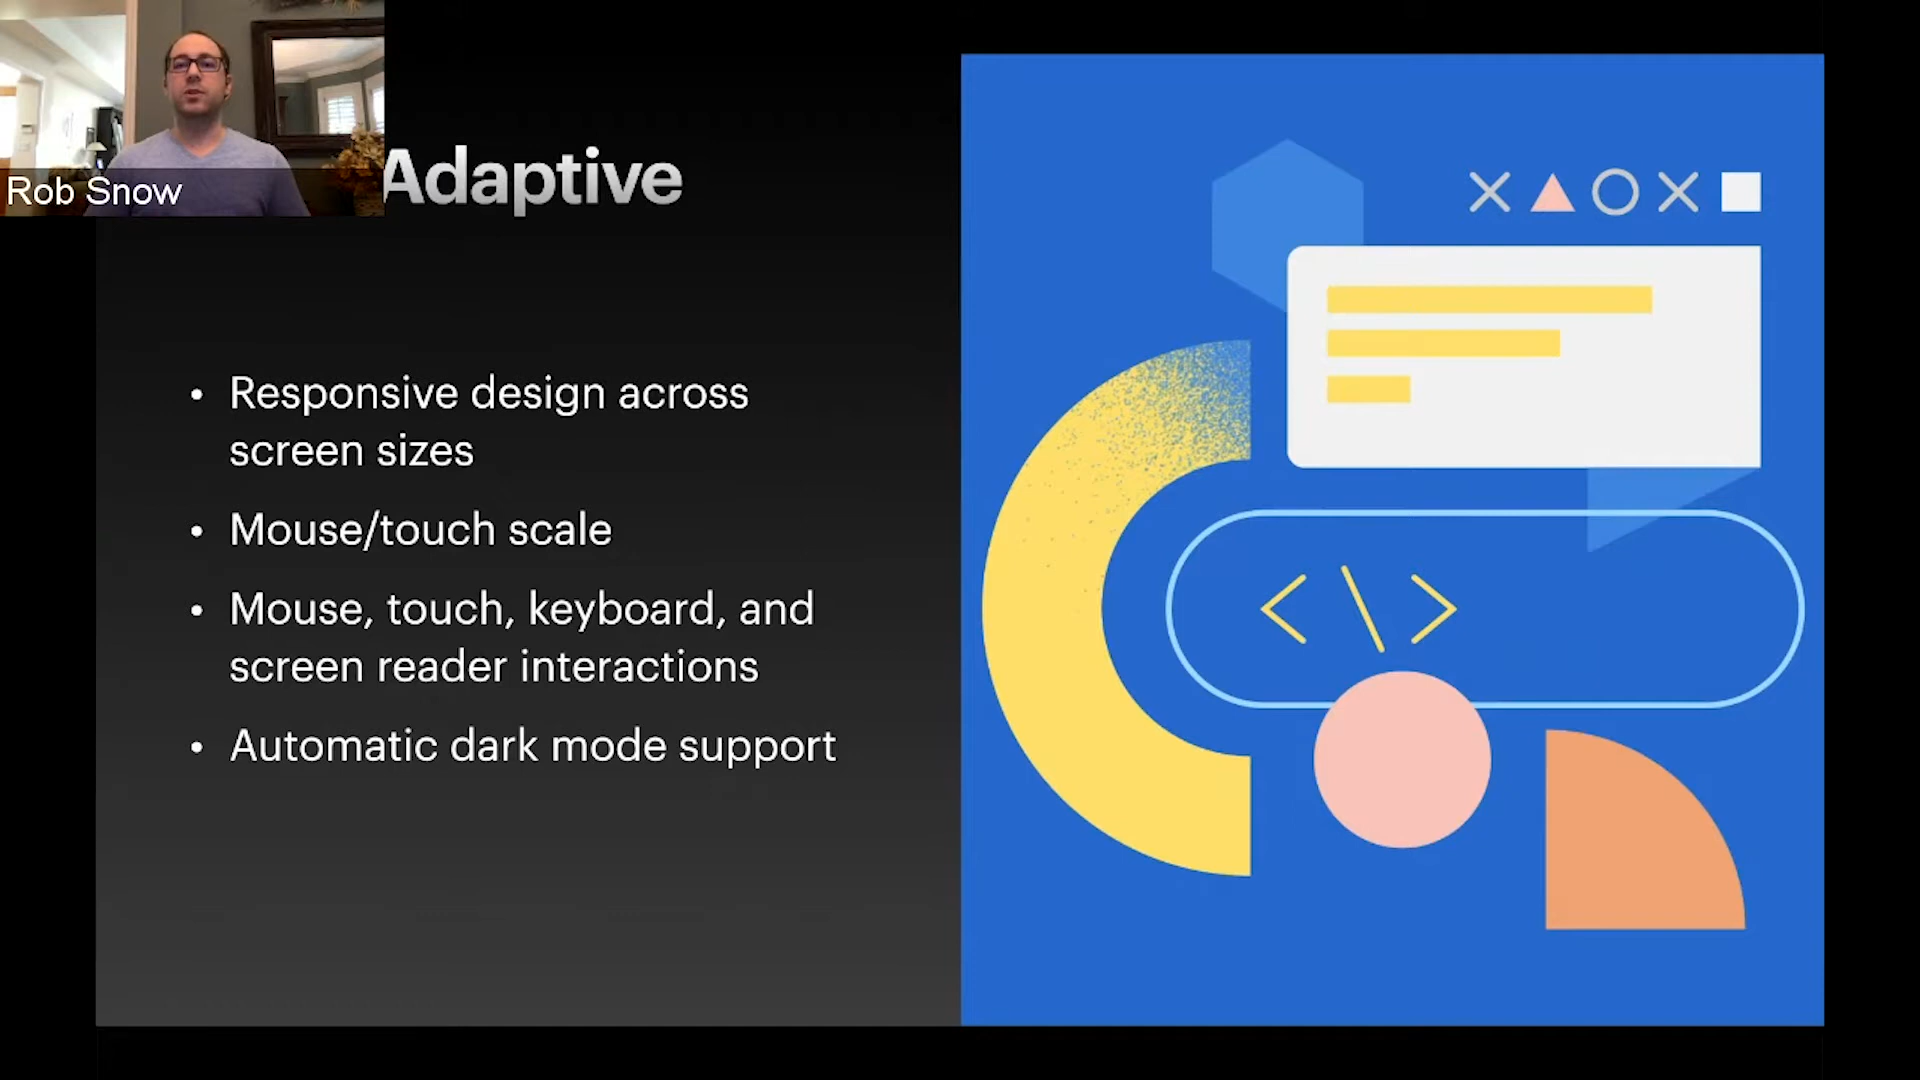 Rob Snow
Adaptive
• Responsive design across
screen sizes
• Mouse/touch scale
• Mouse, touch, keyboard, and
screen reader interactions
• Automatic dark mode support
<\>